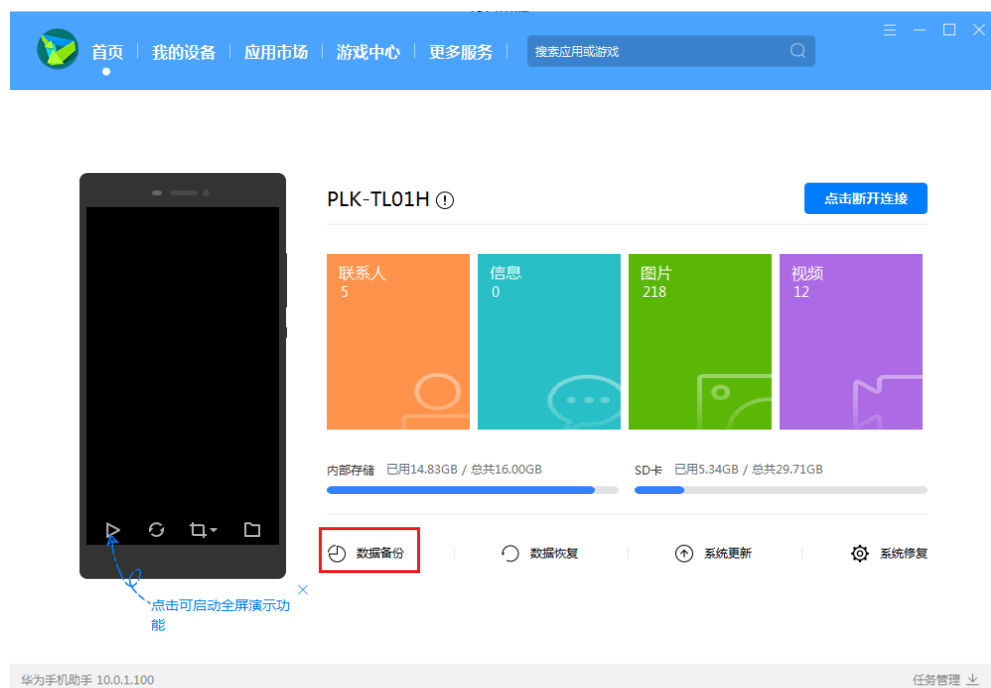 首页 我的设备 应用市场 游戏中心 更多服务 搜索应用或游戏
PLK-TL01H
点击断开连接
联系人 信息 图片 视频
5 0 218 12
内部存储 已用14.83GB / 总共16.00GB SD卡 已用5.34GB / 总共29.71GB
数据备份 数据恢复 系统更新 系统修复
点击可启动全屏演示功
能
华为手机助手 10.0.1.100 任务管理